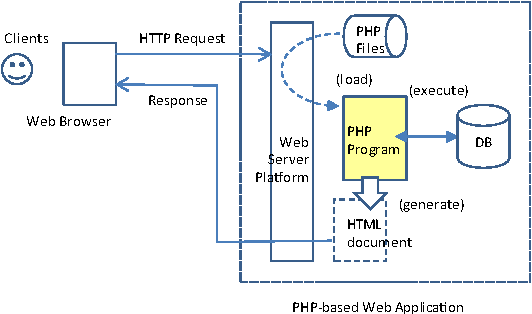 Clients
HTTP Request
PHP
Files
(load)
(execute)
Response
Web Browser
PHP
Program
DB
Web
Server
Platform
(generate)
HTML
document
PHP-based Web Application